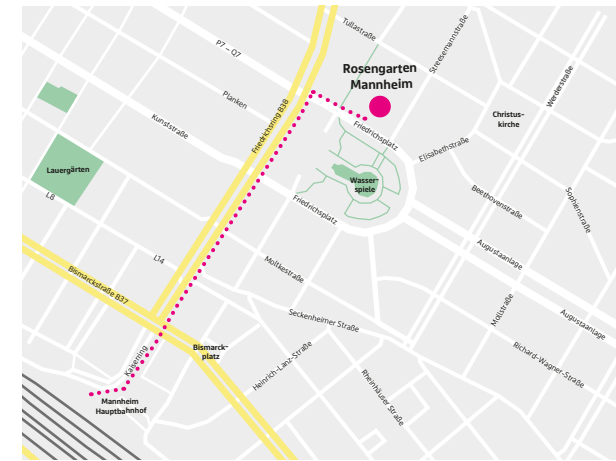 Tullastraße
P7 – Q7
Stresemannstraße
Rosengarten
Mannheim
Werderstraße
Planken
Friedrichsring B38
Christus-
kirche
Kunststraße
Friedrichsplatz
Elisabethstraße
Lauergärten
Wasser-
spiele
L8
Beethovenstraße
Sophienstraße
Friedrichsplatz
L14
Moltkestraße
Augustaanlage
Bismarckstraße B37
Mollstraße
Augustaanlage
Seckenheimer Straße
Kaiserring
Bismarck-
platz
Richard-Wagner-Straße
Heinrich-Lanz-Straße
Rheinhäuser Straße
Mannheim
Hauptbahnhof